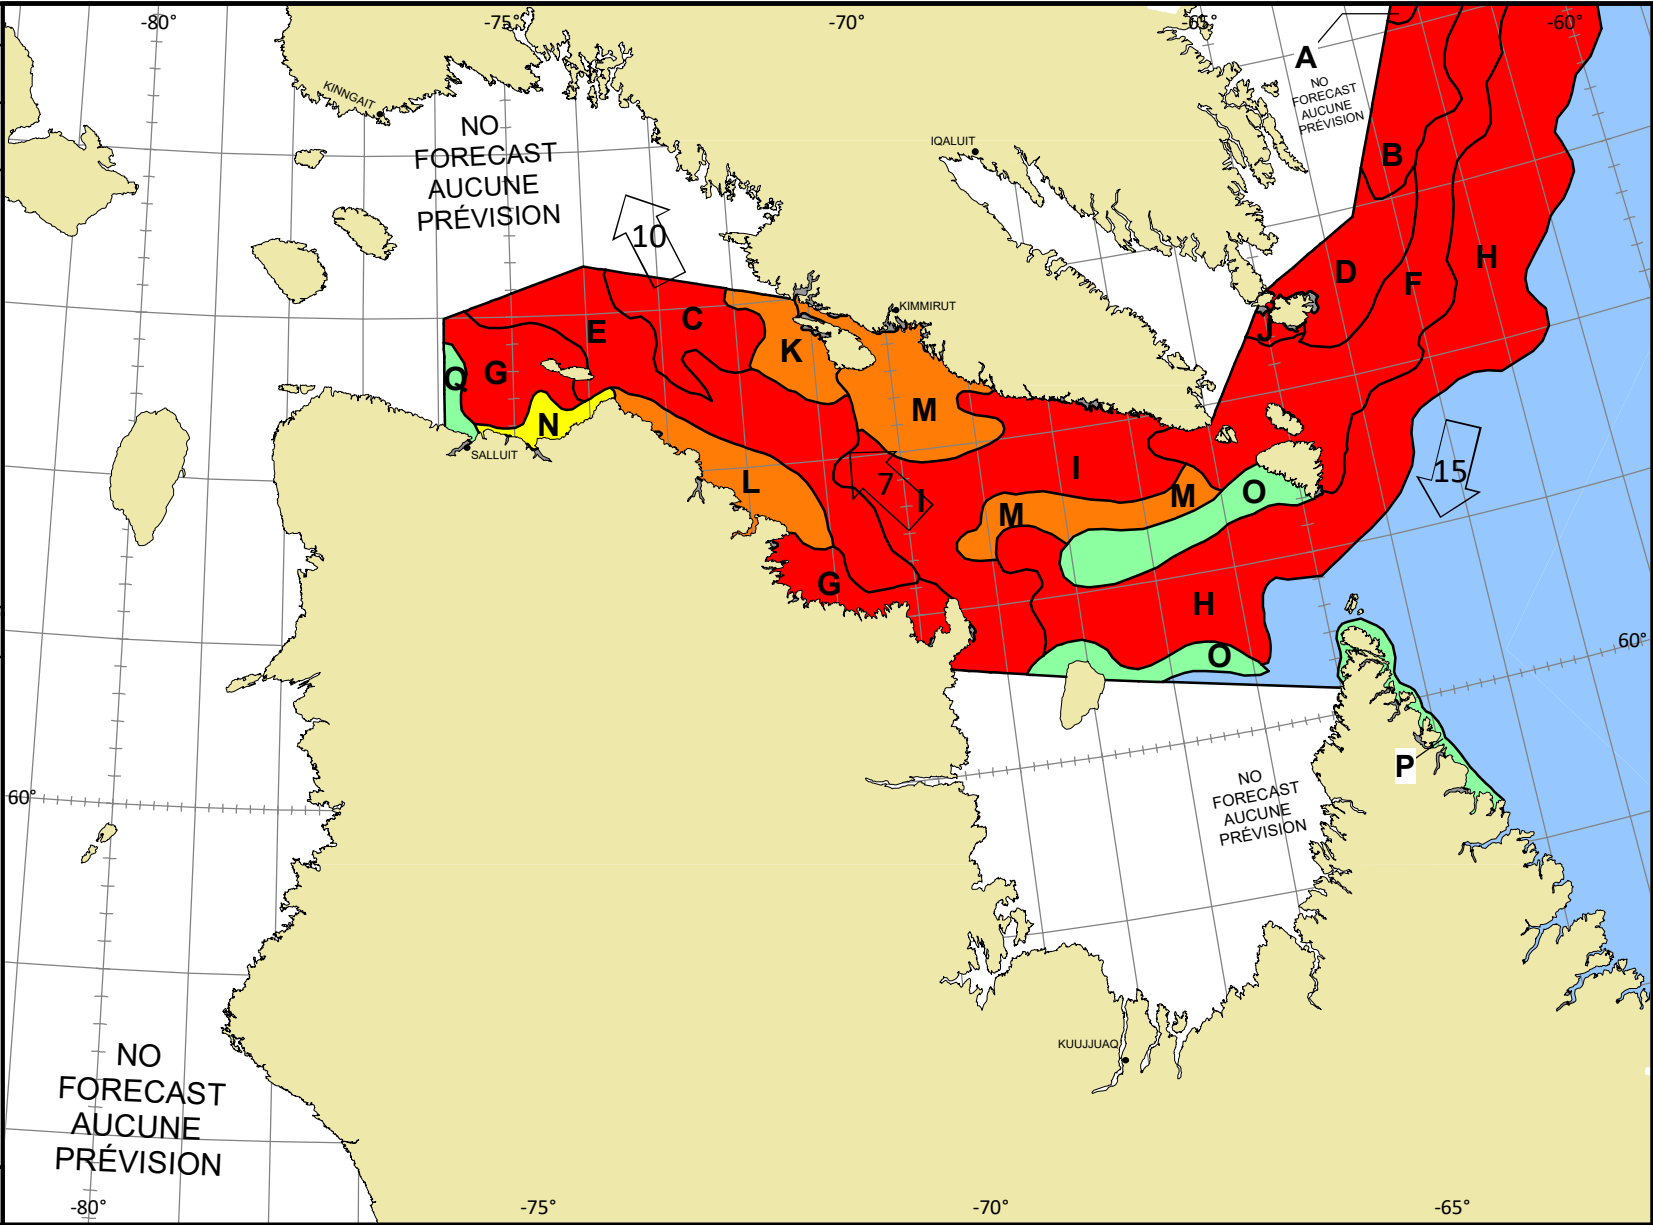 -80°
-75°
-70°
-65°
-60°
A
NO
FORECAST
AUCUNE
PRÉVISION
KINNGAIT
NO
FORECAST
AUCUNE
PRÉVISION
IQALUIT
B
10
D
F
H
KIMMIRUT
J
C
E
K
G
Q
M
N
SALLUIT
L
7
I
I
M
M
O
15
G
H
O
60°
P
NO
FORECAST
AUCUNE
PRÉVISION
60°
KUUJJUAQ
NO
FORECAST
AUCUNE
PRÉVISION
-80°
-75°
-70°
-65°